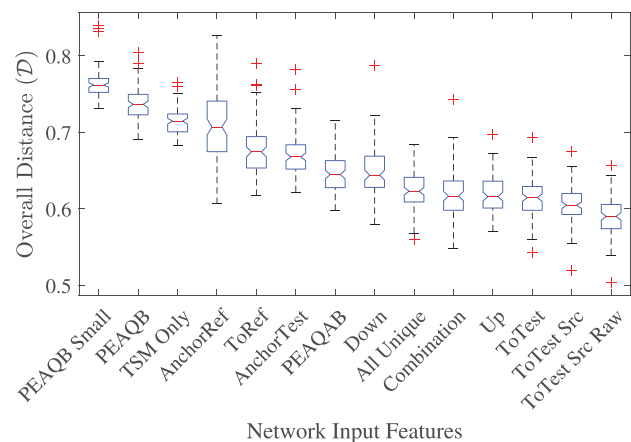 Overall Distance (𝒟)
0.8
0.7
0.6
0.5
PEAQB Small
PEAQB
TSM Only
AnchorRef
ToRef
AnchorTest
PEAQAB
Down
All Unique
Combination
Up
ToTest
ToTest Src
ToTest Src Raw
Network Input Features